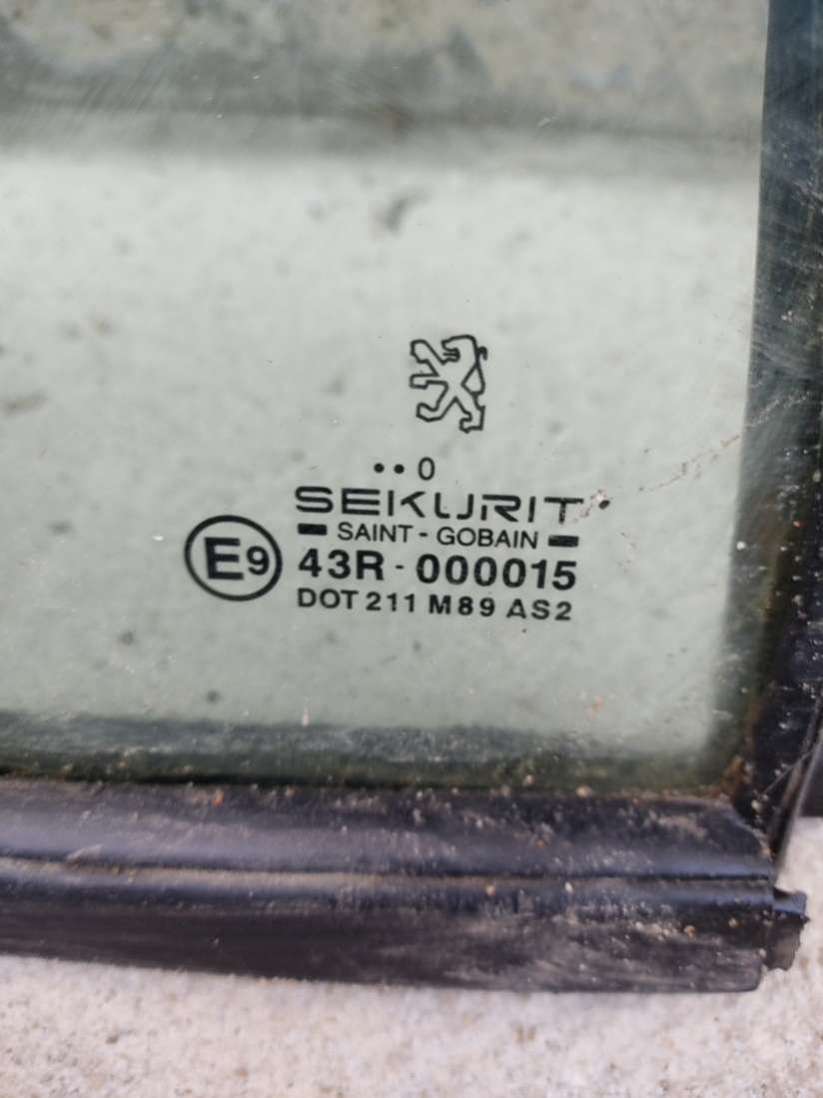 ••0
SEKURIT
SAINT - GOBAIN
E9 43R - 000015
DOT 211 M89 AS2